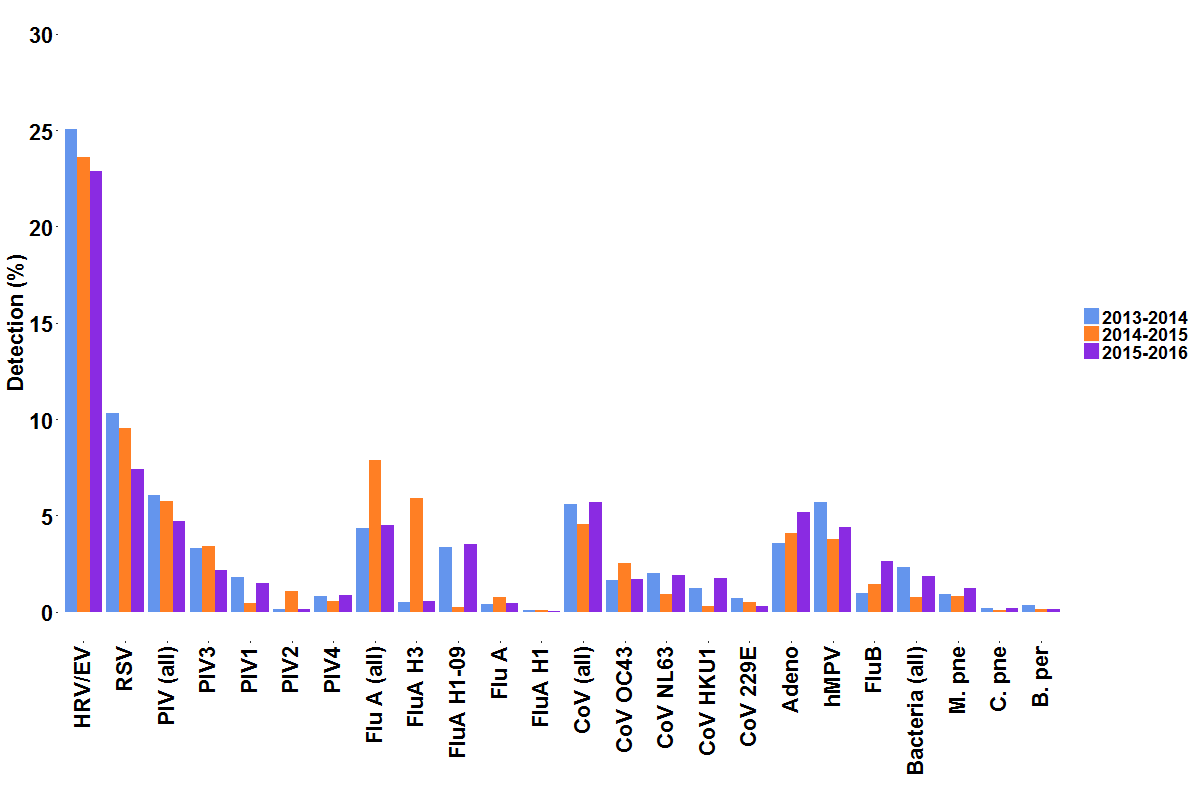 30
25
20
15
10
5
0
Detection (%)
HRV/EV
RSV
PIV (all)
PIV3
PIV1
PIV2
PIV4
Flu A (all)
FluA H3
FluA H1-09
Flu A
FluA H1
CoV (all)
CoV OC43
CoV NL63
CoV HKU1
CoV 229E
Adeno
hMPV
FluB
Bacteria (all)
M. pne
C. pne
B. per
2013-2014
2014-2015
2015-2016